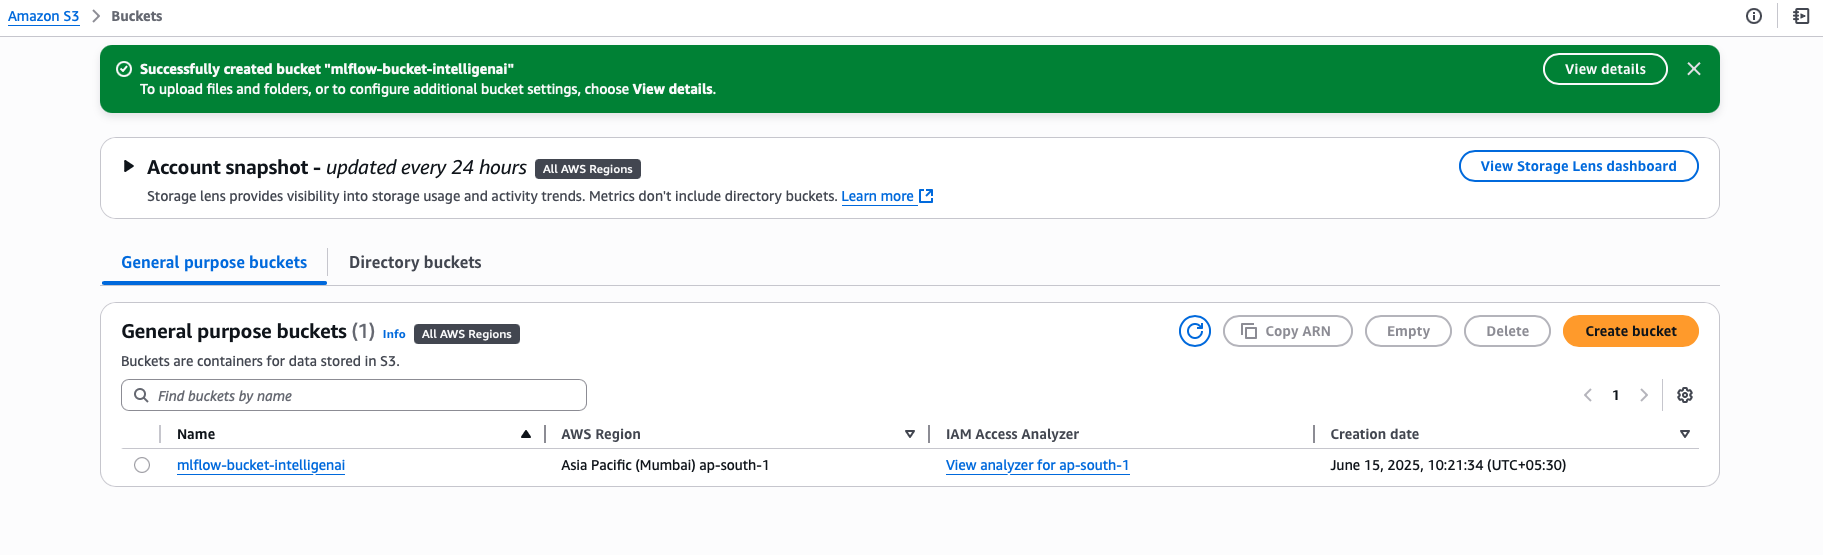 Amazon S3 > Buckets
Successfully created bucket "mlflow-bucket-intelligenai"
View details
To upload files and folders, or to configure additional bucket settings, choose View details.
Account snapshot - updated every 24 hours All AWS Regions
View Storage Lens dashboard
Storage lens provides visibility into storage usage and activity trends. Metrics don't include directory buckets. Learn more
General purpose buckets Directory buckets
General purpose buckets (1) Info All AWS Regions
Copy ARN Empty Delete Create bucket
Buckets are containers for data stored in S3.
Find buckets by name
1
Name AWS Region IAM Access Analyzer Creation date
mlflow-bucket-intelligenai Asia Pacific (Mumbai) ap-south-1 View analyzer for ap-south-1 June 15, 2025, 10:21:34 (UTC+05:30)